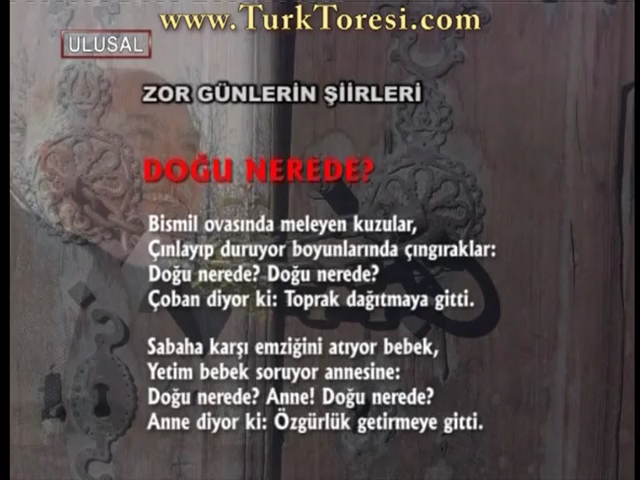 www.TurkToresi.com
ULUSAL
ZOR GÜNLERİN ŞİİRLERİ
DOĞU NEREDE?
Bismil ovasında meleyen kuzular,
Çınlayıp duruyor boyunlarında çıngıraklar:
Doğu nerede? Doğu nerede?
Çoban diyor ki: Toprak dağıtmaya gitti.
Sabaha karşı emziğini atıyor bebek,
Yetim bebek soruyor annesine:
Doğu nerede? Anne! Doğu nerede?
Anne diyor ki: Özgürlük getirmeye gitti.